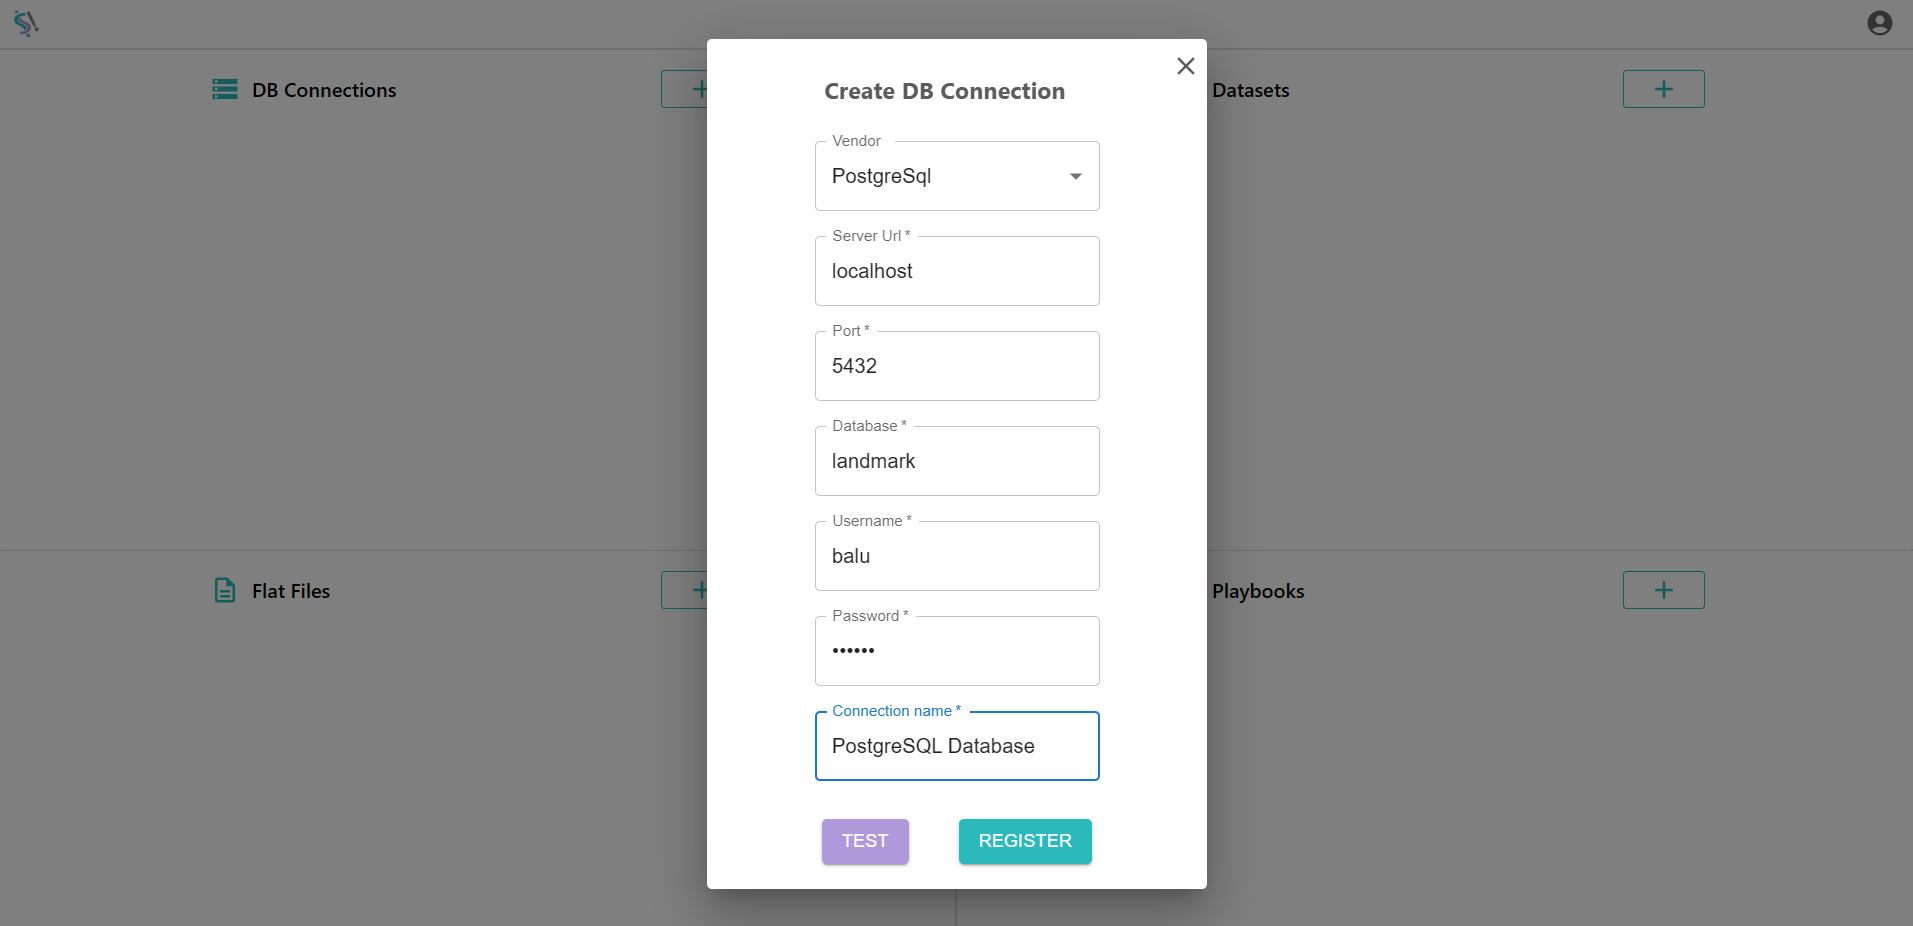 DB Connections
Datasets
Create DB Connection
Vendor
PostgreSql
Server Url *
localhost
Port *
5432
Database *
landmark
Username *
balu
Password *
••••••
Connection name *
PostgreSQL Database
TEST
REGISTER
Flat Files
Playbooks